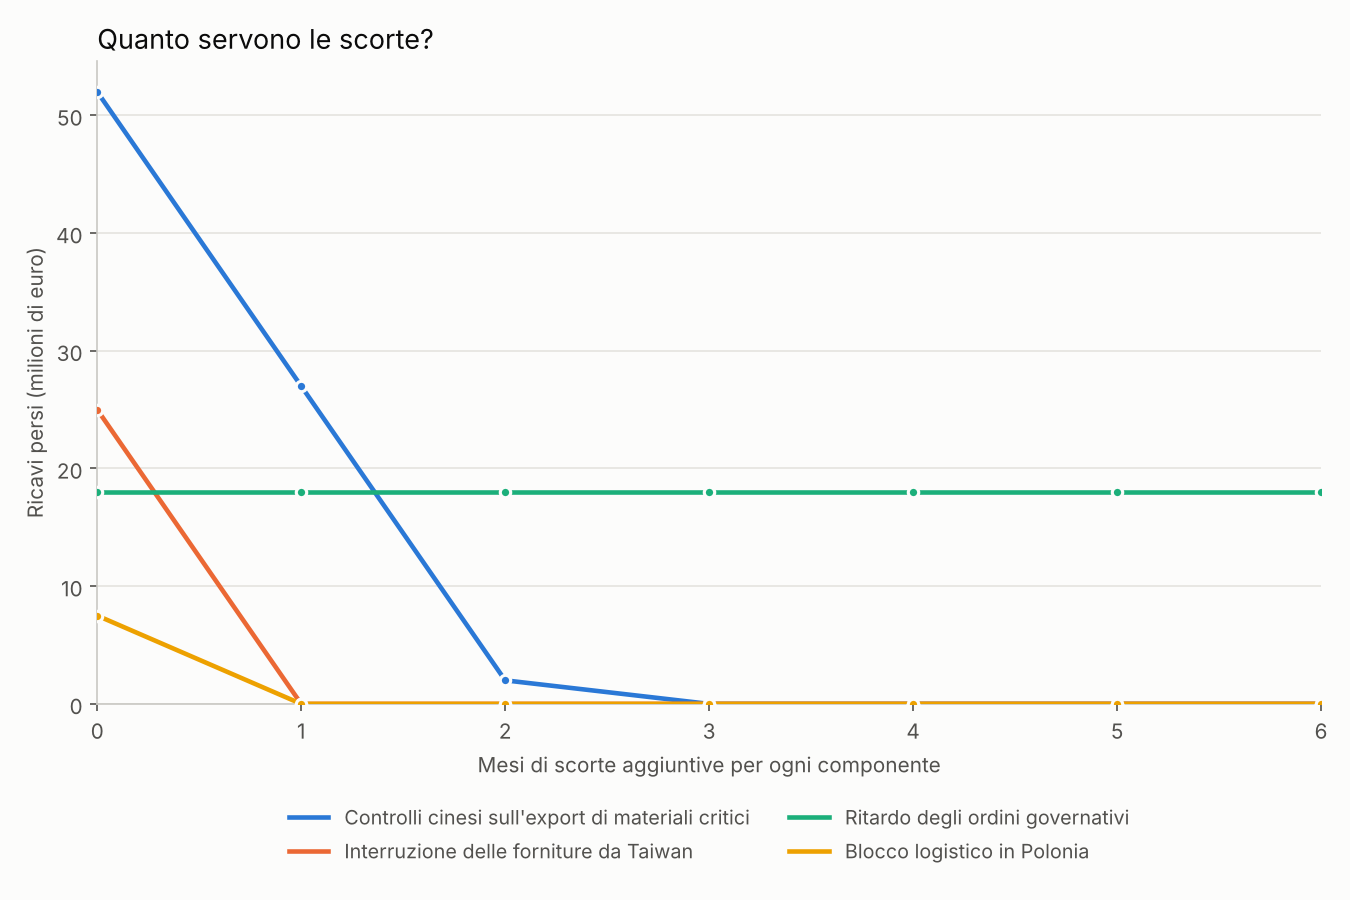 Quanto servono le scorte?
Ricavi persi (milioni di euro)
50
40
30
20
10
0
0 1 2 3 4 5 6
Mesi di scorte aggiuntive per ogni componente
Controlli cinesi sull'export di materiali critici
Ritardo degli ordini governativi
Interruzione delle forniture da Taiwan
Blocco logistico in Polonia